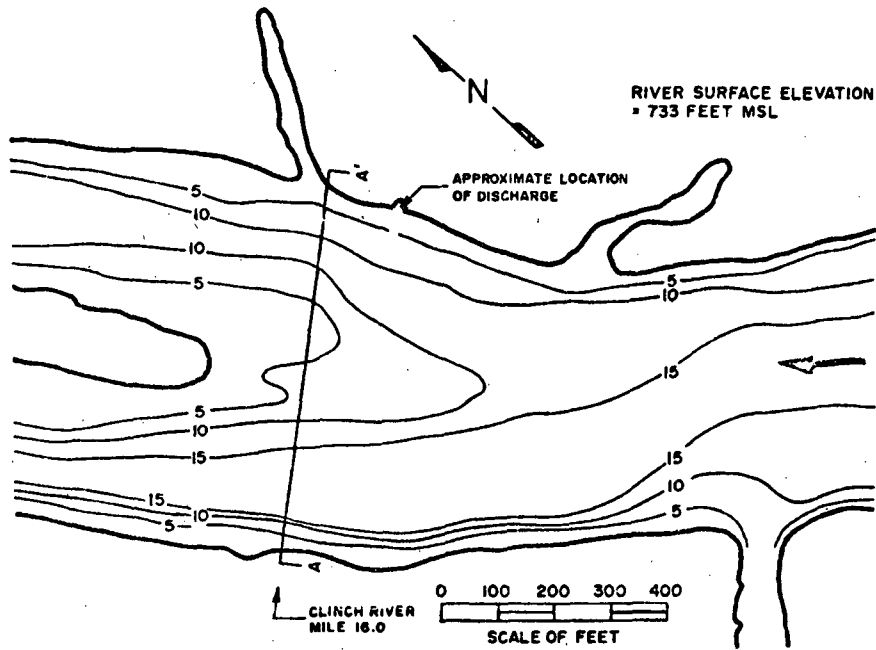 N
RIVER SURFACE ELEVATION
= 733 FEET MSL
A'
APPROXIMATE LOCATION
OF DISCHARGE
5
10
10
5
5
10
15
5
10
15
15
10
5
15
10
5
A
CLINCH RIVER
MILE 16.0
0 100 200 300 400
SCALE OF FEET